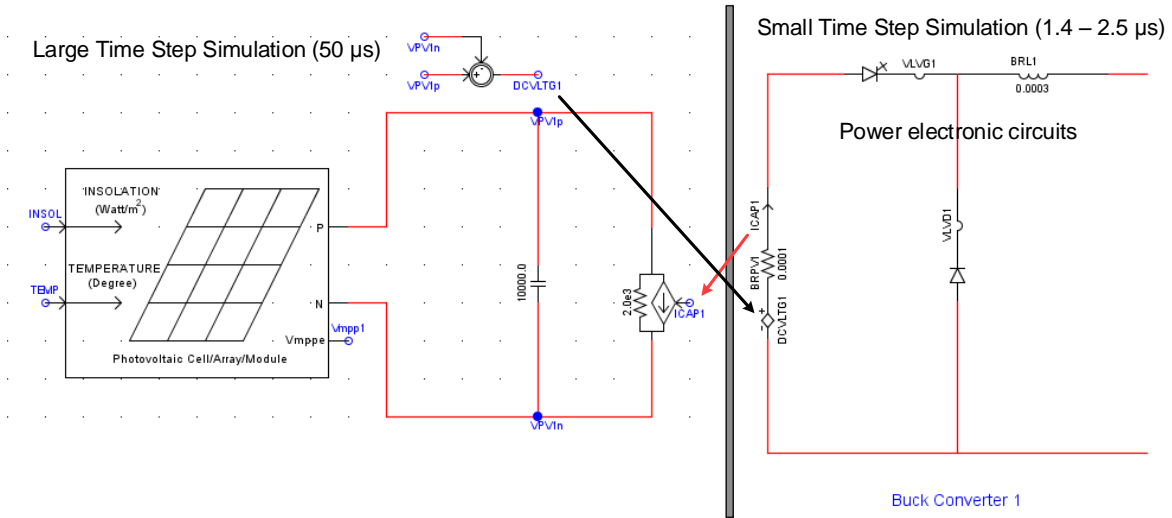 Large Time Step Simulation (50 µs)
VPV1n
VPV1p
+
-
DCVLTG1
VPV1p
INSOLATION
(Watt/m2)
INSOL
TEMPERATURE
(Degree)
TEMP
P
N
Vmppe
Vmpp1
Photovoltaic Cell/Array/Module
10000.0
2.0e3
ICAP1
VPV1n
Small Time Step Simulation (1.4 – 2.5 µs)
VLVG1
BRL1
0.0003
Power electronic circuits
ICAP1
BRPV1
0.0001
+
-
DCVLTG1
VLVD1
Buck Converter 1